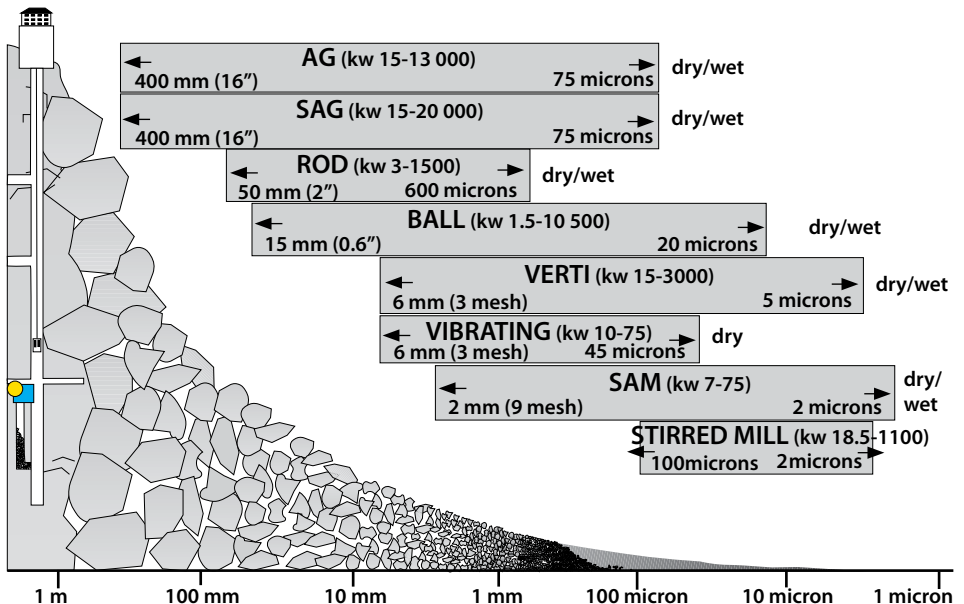 AG (kw 15-13 000)
400 mm (16”)
75 microns
dry/wet
SAG (kw 15-20 000)
400 mm (16”)
75 microns
dry/wet
ROD (kw 3-1500)
50 mm (2”)
600 microns
dry/wet
BALL (kw 1.5-10 500)
15 mm (0.6”)
20 microns
dry/wet
VERTI (kw 15-3000)
6 mm (3 mesh)
5 microns
dry/wet
VIBRATING (kw 10-75)
6 mm (3 mesh)
45 microns
dry
SAM (kw 7-75)
2 mm (9 mesh)
2 microns
dry/
wet
STIRRED MILL (kw 18.5-1100)
100microns
2microns
1 m
100 mm
10 mm
1 mm
100 micron
10 micron
1 micron